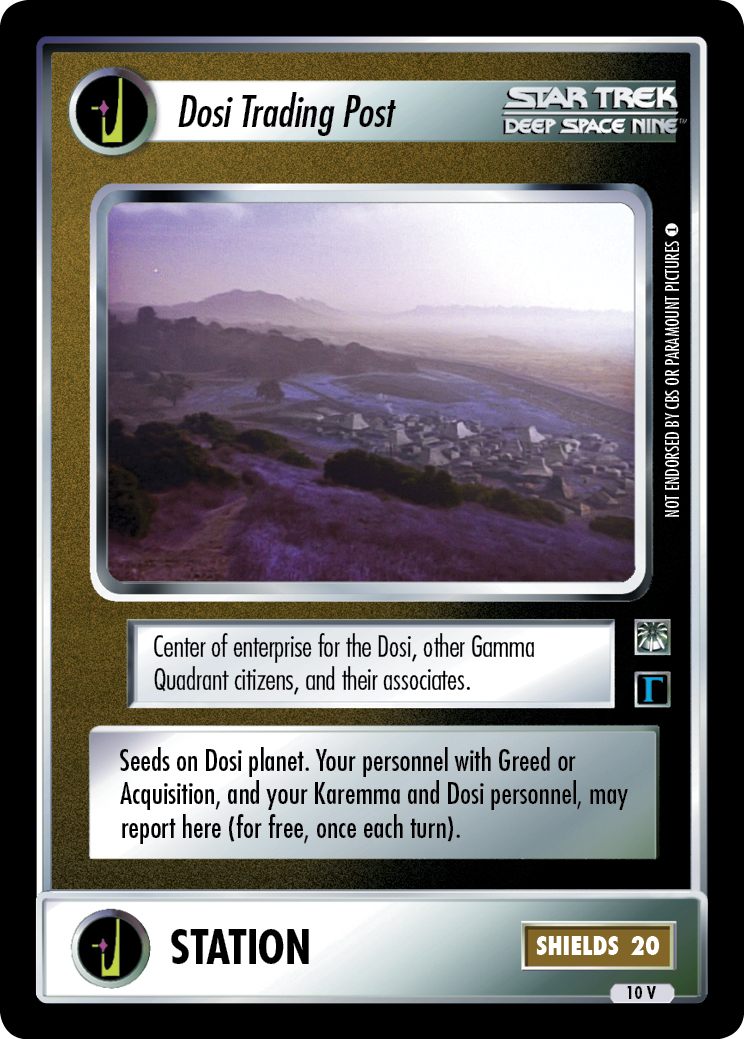 Dosi Trading Post
STAR TREK
DEEP SPACE NINE™
NOT ENDORSED BY CBS OR PARAMOUNT PICTURES 1
Center of enterprise for the Dosi, other Gamma
Quadrant citizens, and their associates.
Γ
Seeds on Dosi planet. Your personnel with Greed or
Acquisition, and your Karemma and Dosi personnel, may
report here (for free, once each turn).
STATION
SHIELDS 20
10 V